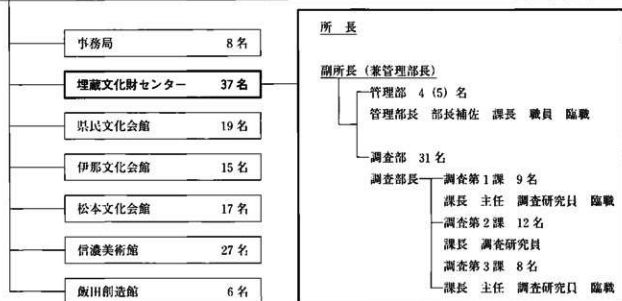 事務局 8名
埋蔵文化財センター 37名
県民文化会館 19名
伊那文化会館 15名
松本文化会館 17名
信濃美術館 27名
飯田創造館 6名
所 長
副所長（兼管理部長）
管理部 4 (5) 名
管理部長 部長補佐 課長 職員 臨職
調査部 31名
調査部長 調査第1課 9名
課長 主任 調査研究員 臨職
調査第2課 12名
課長 調査研究員
調査第3課 8名
課長 主任 調査研究員 臨職